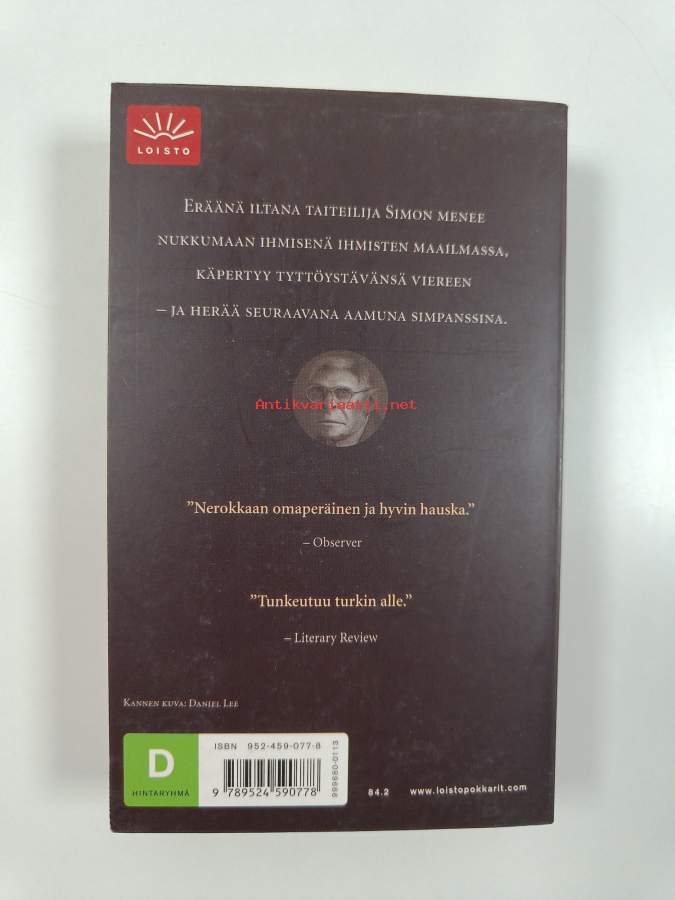 LOISTO
ERÄÄNÄ ILTANA TAITEILIJA SIMON MENEE
NUKKUMAAN IHMISENÄ IHMISTEN MAAILMASSA,
KÄPERTYY TYTTÖYSTÄVÄNSÄ VIEREEN
– JA HERÄÄ SEURAAVANA AAMUNA SIMPANSSINA.
Antikvariaatti.net
”Nerokkaan omaperäinen ja hyvin hauska.”
– Observer
”Tunkeutuu turkin alle.”
– Literary Review
KANNEN KUVA: DANIEL LEE
D
HINTARYHMÄ
ISBN 952-459-077-8
9 789524 590778
999680-0113
84.2 www.loistopokkarit.com